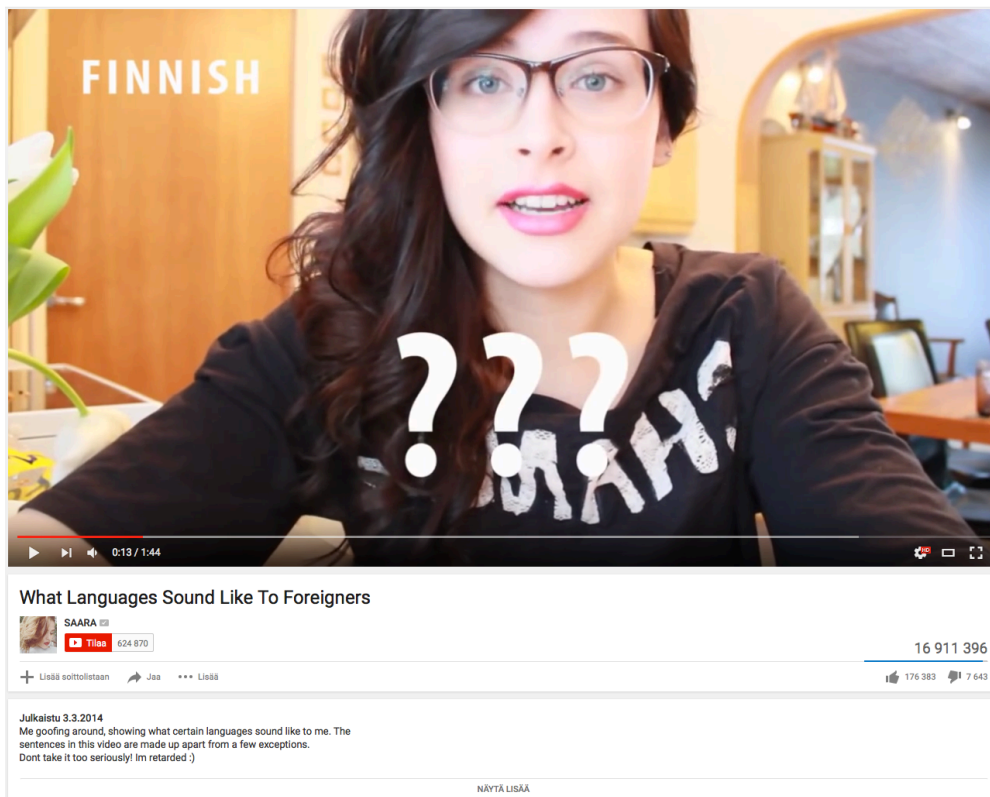 FINNISH
???
0:13 / 1:44
HD
What Languages Sound Like To Foreigners
SAARA
Tilaa 624 870
16 911 396
Lisää soittolistaan Jaa Lisää
176 383 7 643
Julkaistu 3.3.2014
Me goofing around, showing what certain languages sound like to me. The
sentences in this video are made up apart from a few exceptions.
Dont take it too seriously! Im retarded :)
NÄYTÄ LISÄÄ